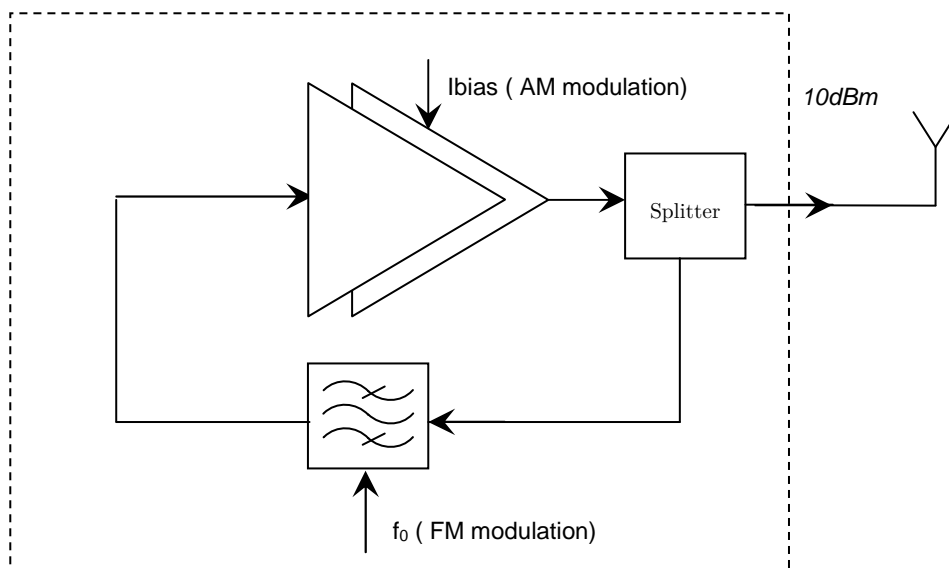 Ibias ( AM modulation)
10dBm
Splitter
f₀ ( FM modulation)